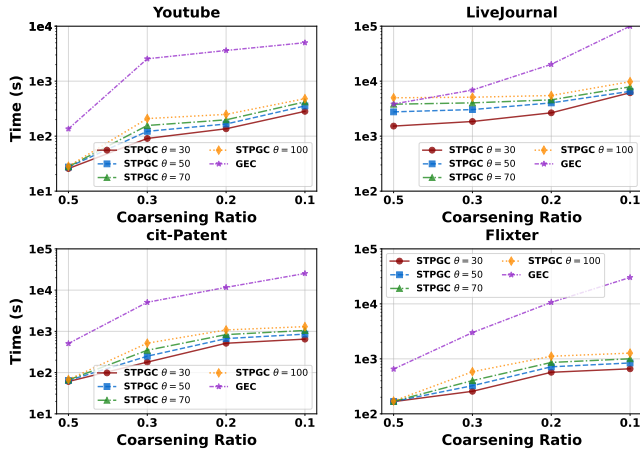 Youtube
1e4
1e3
1e2
1e1
Time (s)
STPGC θ = 30
STPGC θ = 50
STPGC θ = 70
STPGC θ = 100
GEC
0.5 0.3 0.2 0.1
Coarsening Ratio
LiveJournal
1e5
1e4
1e3
1e2
STPGC θ = 30
STPGC θ = 50
STPGC θ = 70
STPGC θ = 100
GEC
0.5 0.3 0.2 0.1
Coarsening Ratio
cit-Patent
1e5
1e4
1e3
1e2
1e1
Time (s)
STPGC θ = 30
STPGC θ = 50
STPGC θ = 70
STPGC θ = 100
GEC
0.5 0.3 0.2 0.1
Coarsening Ratio
Flixter
1e5
1e4
1e3
1e2
STPGC θ = 30
STPGC θ = 50
STPGC θ = 70
STPGC θ = 100
GEC
0.5 0.3 0.2 0.1
Coarsening Ratio